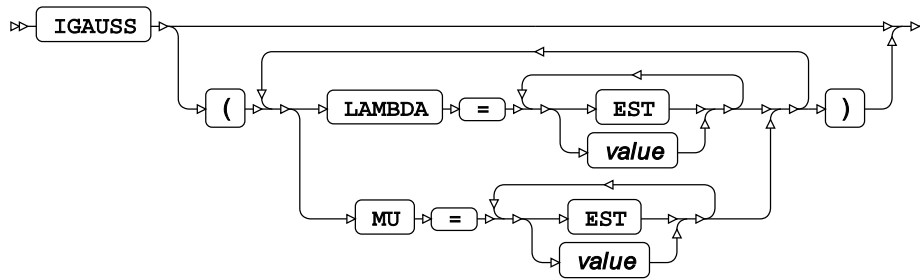 IGAUSS
( LAMBDA = EST )
value
MU = EST
value